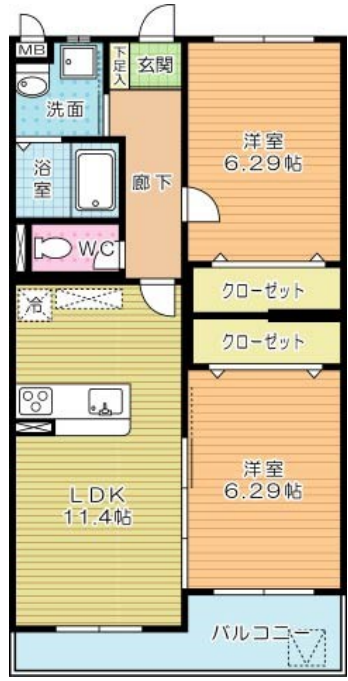 MB
下足入
玄関
洗面
洋室
6.29帖
浴室
廊下
WC
クローゼット
冷
クローゼット
洋室
6.29帖
LDK
11.4帖
バルコニー